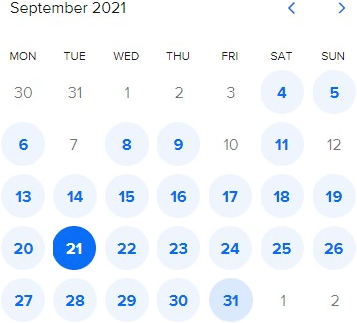 September 2021
MON TUE WED THU FRI SAT SUN
30 31 1 2 3 4 5
6 7 8 9 10 11 12
13 14 15 16 17 18 19
20 21 22 23 24 25 26
27 28 29 30 31 1 2